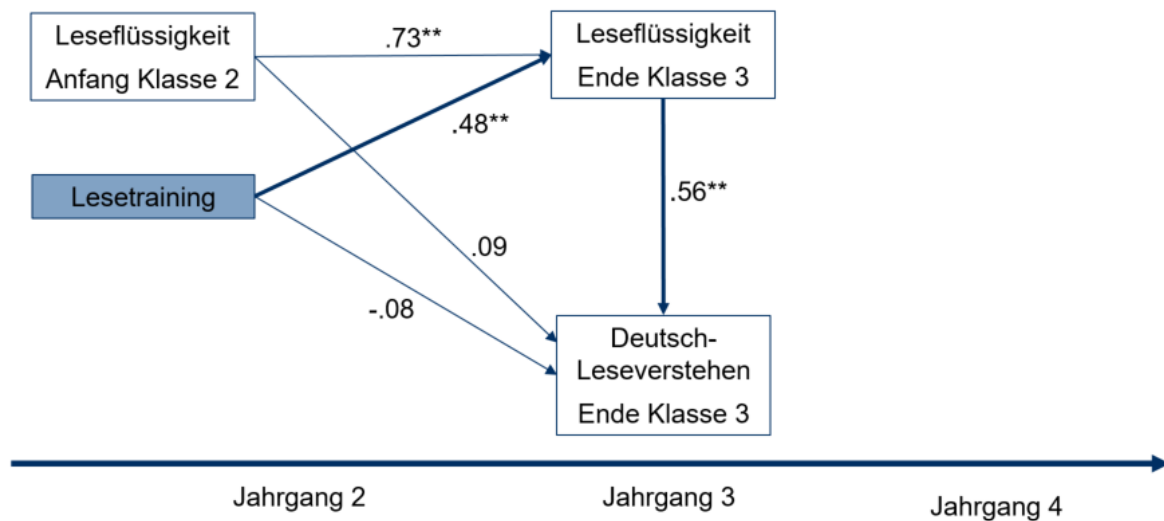 Leseflüssigkeit
Anfang Klasse 2
.73**
Leseflüssigkeit
Ende Klasse 3
.48**
Lesetraining
.56**
.09
-.08
Deutsch-
Leseverstehen
Ende Klasse 3
Jahrgang 2
Jahrgang 3
Jahrgang 4